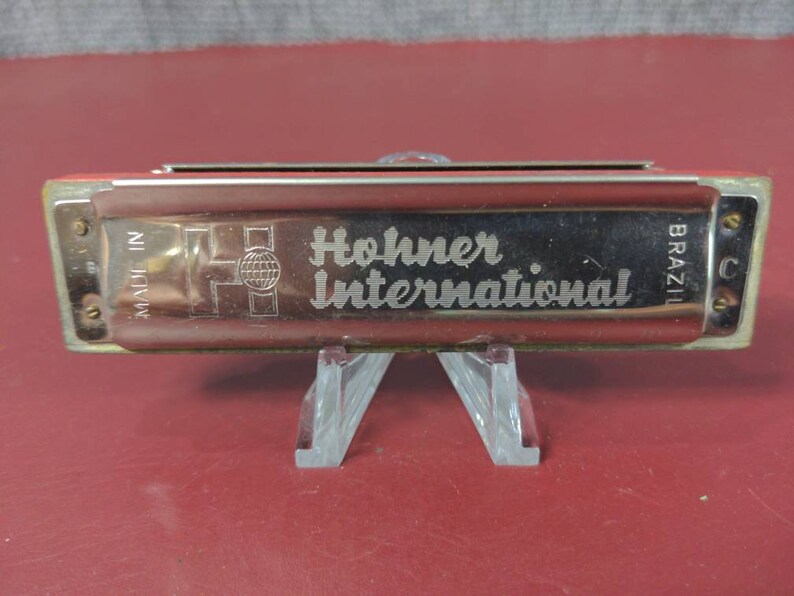 MADE IN
H
Hohner
International
BRAZIL
C